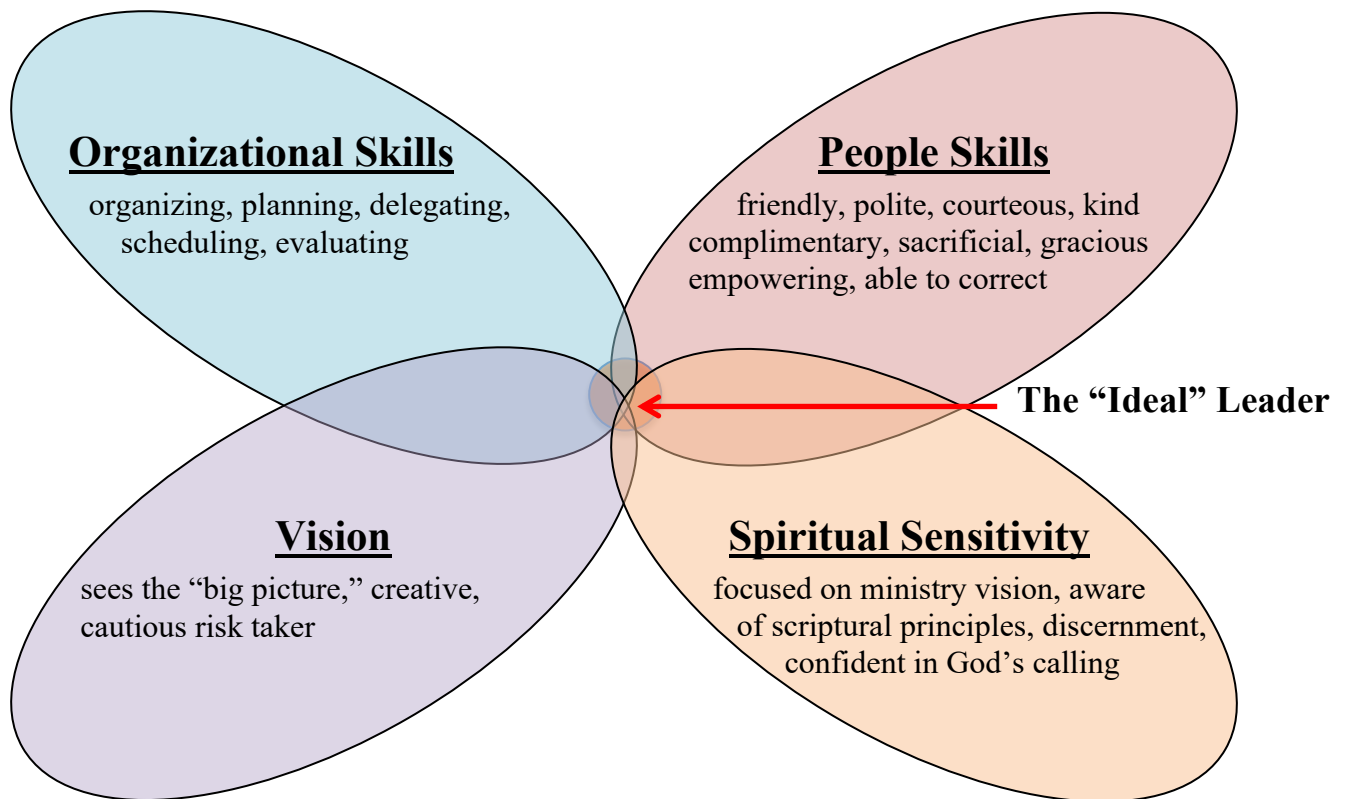 Organizational Skills
organizing, planning, delegating,
scheduling, evaluating
People Skills
friendly, polite, courteous, kind
complimentary, sacrificial, gracious
empowering, able to correct
The “Ideal” Leader
Vision
sees the “big picture,” creative,
cautious risk taker
Spiritual Sensitivity
focused on ministry vision, aware
of scriptural principles, discernment,
confident in God’s calling